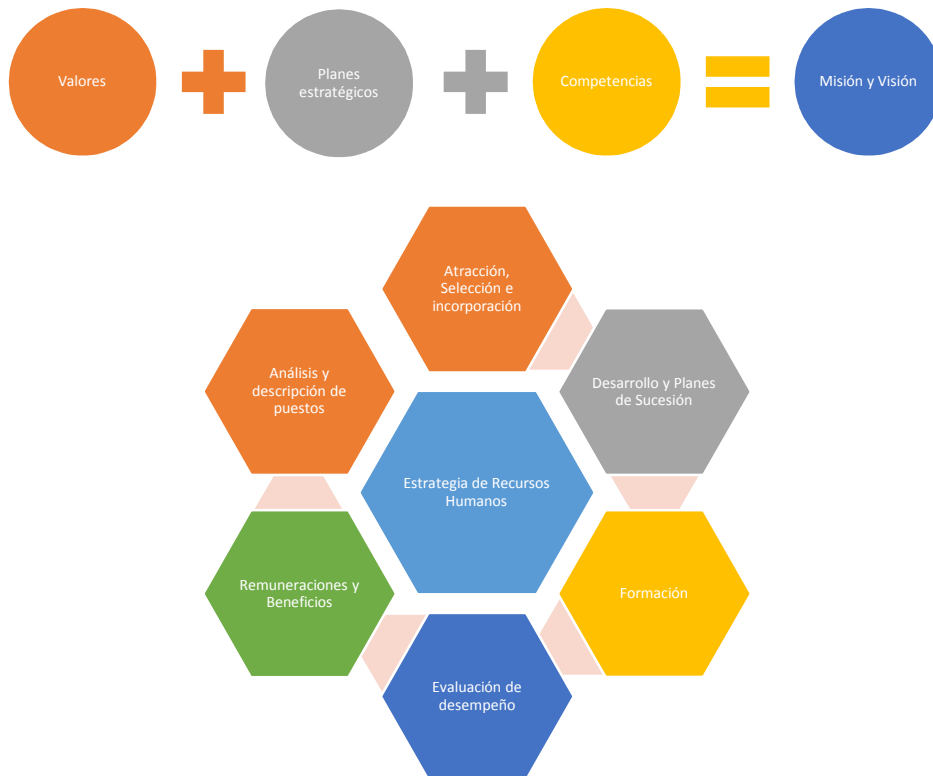 Valores
Planes
estratégicos
Competencias
Misión y Visión
Atracción,
Selección e
incorporación
Análisis y
descripción de
puestos
Desarrollo y Planes
de Sucesión
Estrategia de Recursos
Humanos
Remuneraciones y
Beneficios
Formación
Evaluación de
desempeño